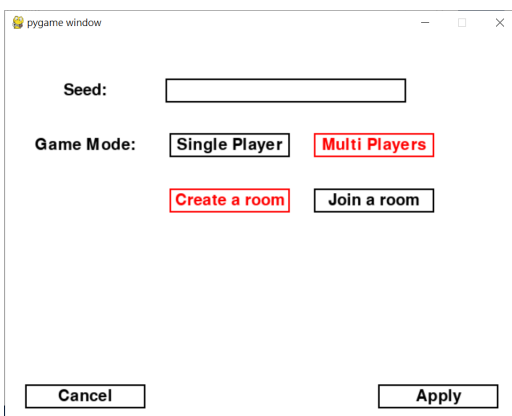 pygame window
Seed:
Game Mode: Single Player Multi Players
Create a room Join a room
Cancel Apply